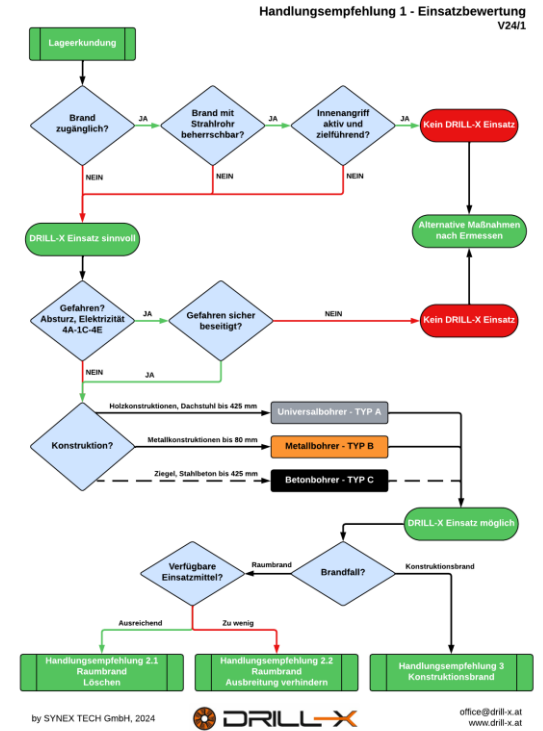 Handlungsempfehlung 1 - Einsatzbewertung
V24/1
Lageerkundung
Brand
zugänglich?
JA
Brand mit
Strahlrohr
beherrschbar?
JA
Innenangriff
aktiv und
zielführend?
JA
Kein DRILL-X Einsatz
NEIN
NEIN
NEIN
DRILL-X Einsatz sinnvoll
Alternative Maßnahmen
nach Ermessen
Gefahren?
Absturz, Elektrizität
4A-1C-4E
JA
Gefahren sicher
beseitigt?
NEIN
Kein DRILL-X Einsatz
NEIN
JA
Konstruktion?
Holzkonstruktionen, Dachstuhl bis 425 mm
Universalbohrer - TYP A
Metallkonstruktionen bis 80 mm
Metallbohrer - TYP B
Ziegel, Stahlbeton bis 425 mm
Betonbohrer - TYP C
DRILL-X Einsatz möglich
Verfügbare
Einsatzmittel?
Raumbrand
Brandfall?
Konstruktionsbrand
Ausreichend
Zu wenig
Handlungsempfehlung 2.1
Raumbrand
Löschen
Handlungsempfehlung 2.2
Raumbrand
Ausbreitung verhindern
Handlungsempfehlung 3
Konstruktionsbrand
by SYNEX TECH GmbH, 2024
DRILL-X
office@drill-x.at
www.drill-x.at